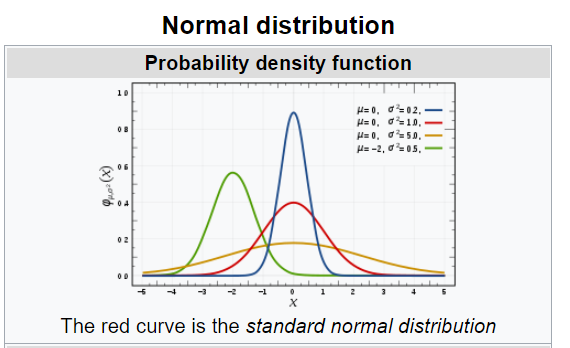 Normal distribution
Probability density function
φμ,σ²(x)
1.0
0.8
0.6
0.4
0.2
0.0
μ= 0, σ²= 0.2,
μ= 0, σ²= 1.0,
μ= 0, σ²= 5.0,
μ= −2, σ²= 0.5,
−5 −4 −3 −2 −1 0 1 2 3 4 5
x
The red curve is the standard normal distribution